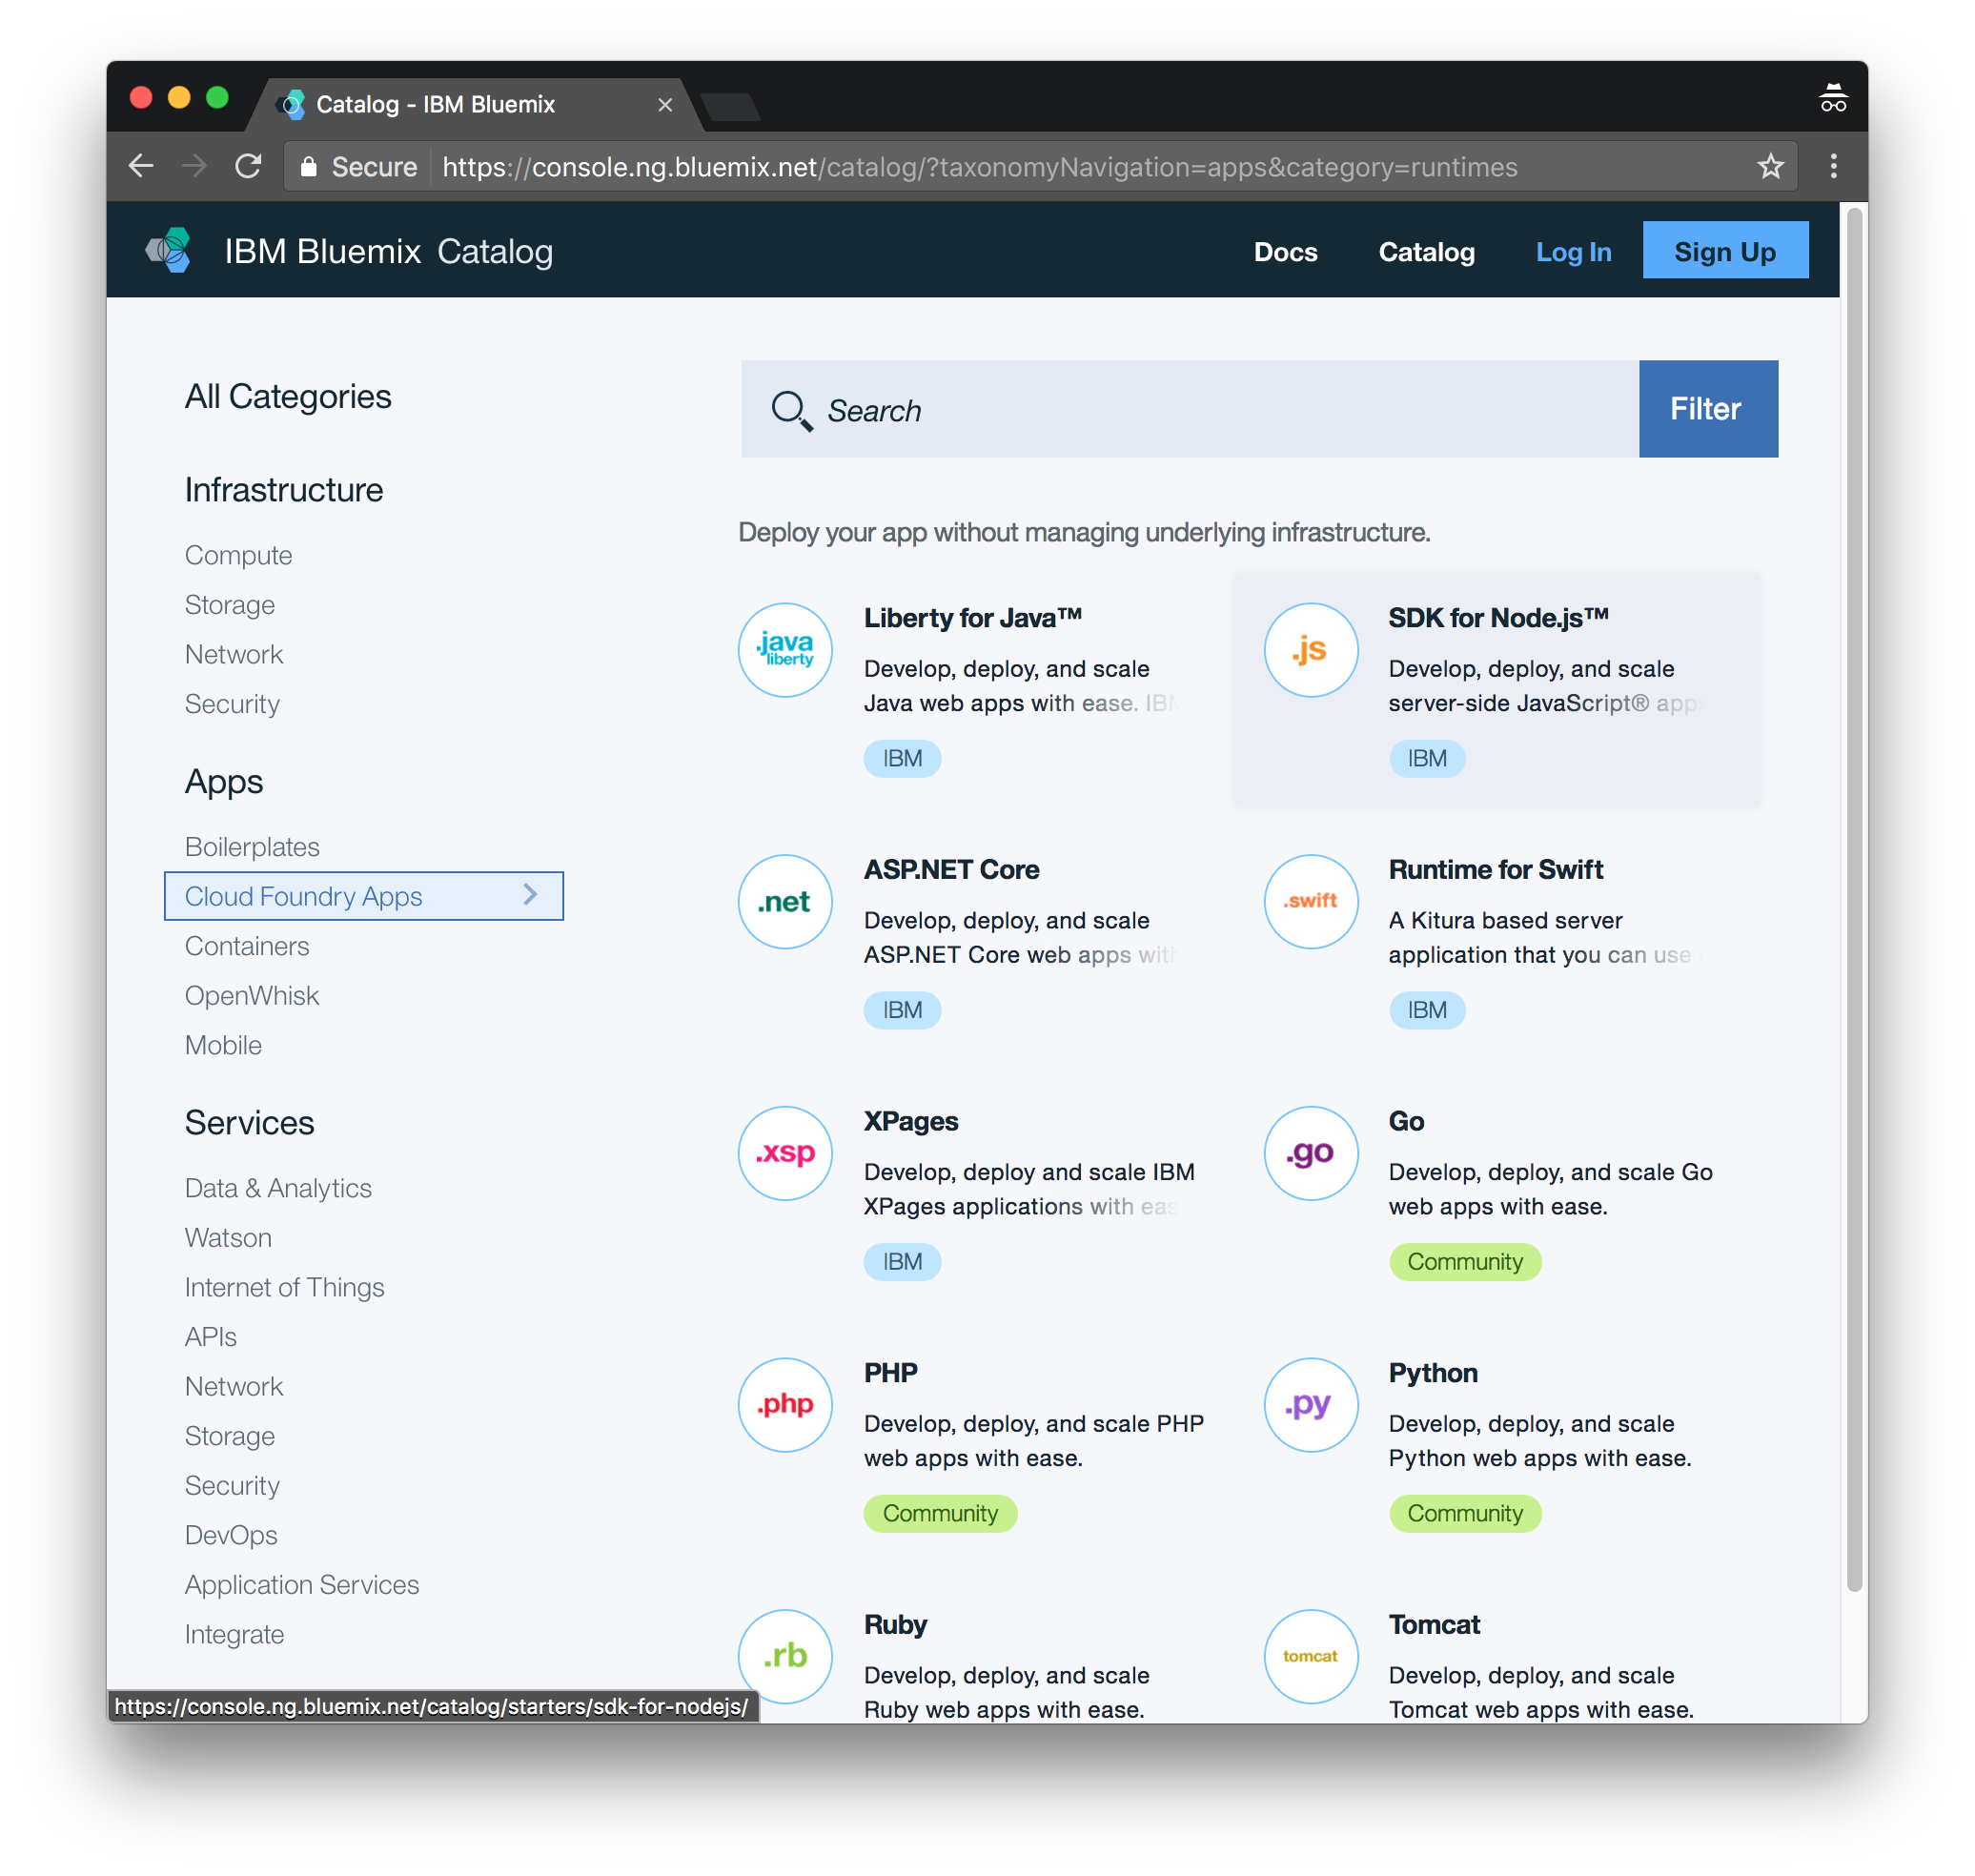 Catalog - IBM Bluemix
Secure https://console.ng.bluemix.net/catalog/?taxonomyNavigation=apps&category=runtimes
IBM Bluemix Catalog
Docs
Catalog
Log In
Sign Up
All Categories
Infrastructure
Compute
Storage
Network
Security
Apps
Boilerplates
Cloud Foundry Apps
Containers
OpenWhisk
Mobile
Services
Data & Analytics
Watson
Internet of Things
APIs
Network
Storage
Security
DevOps
Application Services
Integrate
Search
Filter
Deploy your app without managing underlying infrastructure.
.java
liberty
Liberty for Java™
Develop, deploy, and scale
Java web apps with ease. IBM
IBM
.js
SDK for Node.js™
Develop, deploy, and scale
server-side JavaScript® app
IBM
.net
ASP.NET Core
Develop, deploy, and scale
ASP.NET Core web apps with
IBM
.swift
Runtime for Swift
A Kitura based server
application that you can use
IBM
.xsp
XPages
Develop, deploy and scale IBM
XPages applications with eas
IBM
.go
Go
Develop, deploy, and scale Go
web apps with ease.
Community
.php
PHP
Develop, deploy, and scale PHP
web apps with ease.
Community
.py
Python
Develop, deploy, and scale
Python web apps with ease.
Community
.rb
Ruby
Develop, deploy, and scale
Ruby web apps with ease.
tomcat
Tomcat
Develop, deploy, and scale
Tomcat web apps with ease.
https://console.ng.bluemix.net/catalog/starters/sdk-for-nodejs/